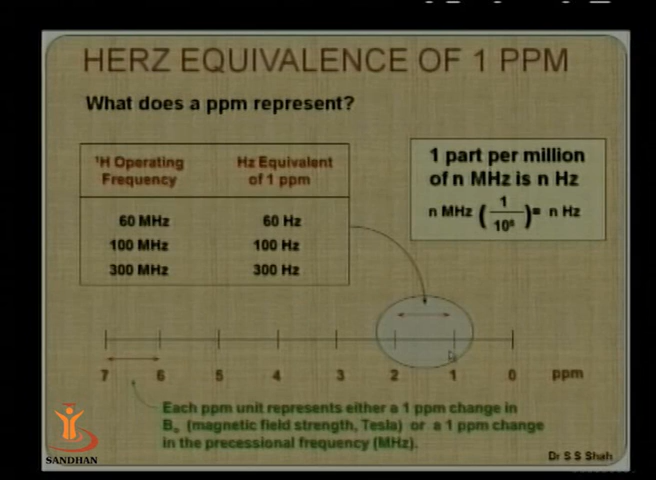 HERZ EQUIVALENCE OF 1 PPM
What does a ppm represent?
¹H Operating Frequency
Hz Equivalent of 1 ppm
60 MHz 60 Hz
100 MHz 100 Hz
300 MHz 300 Hz
1 part per million
of n MHz is n Hz
n MHz (1/10⁶)= n Hz
7 6 5 4 3 2 1 0 ppm
Each ppm unit represents either a 1 ppm change in
B₀ (magnetic field strength, Tesla) or a 1 ppm change
in the precessional frequency (MHz).
SANDHAN
Dr S S Shah